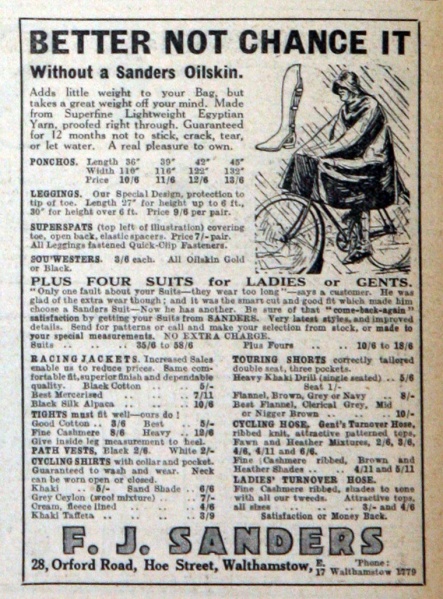 BETTER NOT CHANCE IT
Without a Sanders Oilskin.
Adds little weight to your Bag, but
takes a great weight off your mind. Made
from Superfine Lightweight Egyptian
Yarn, proofed right through. Guaranteed
for 12 months not to stick, crack, tear,
or let water. A real pleasure to own.
PONCHOS. Length 36" 39" 42" 45"
Width 110" 116" 122" 132"
Price 10/6 11/6 12/6 13/6
LEGGINGS. Our Special Design, protection to
tip of toe. Length 27" for height up to 6 ft.,
30" for height over 6 ft. Price 9/6 per pair.
SUPERSPATS (top left of illustration) covering
toe, open back, elastic spacers. Price 7/- pair.
All Leggings fastened Quick-Clip Fasteners.
SOU'WESTERS. 3/6 each. All Oilskin Gold
or Black.
PLUS FOUR SUITS for LADIES or GENTS.
"Only one fault about your Suits—they wear too long"—says a customer. He was
glad of the extra wear though; and it was the smart cut and good fit which made him
choose a Sanders Suit—Now he has another. Be sure of that "come-back-again"
satisfaction by getting your Suits from SANDERS. Very latest styles, and improved
details. Send for patterns or call and make your selection from stock, or made to
your special measurements. NO EXTRA CHARGE.
Suits .. .. 35/6 to 58/6 Plus Fours .. .. 10/6 to 18/6
RACING JACKETS. Increased Sales
enable us to reduce prices. Same com-
fortable fit, superior finish and dependable
quality. Black Cotton .. .. 5/-
Best Mercerised .. .. 7/11
Black Silk Alpaca .. .. 10/6
TIGHTS must fit well—ours do!
Good Cotton .. 3/6 Best .. 5/-
Fine Cashmere 8/6 Heavy .. 12/6
Give inside leg measurement to heel.
PATH VESTS, Black 2/6. White 2/-.
CYCLING SHIRTS with collar and pocket.
Guaranteed to wash and wear. Neck
can be worn open or closed.
Khaki .. 5/- Sand Shade .. 6/6
Grey Ceylon (wool mixture) .. 7/-
Cream, fleece lined .. .. 4/6
Khaki Taffeta .. .. 3/9
TOURING SHORTS correctly tailored
double seat, three pockets.
Heavy Khaki Drill (single seated) .. 5/6
Seat 1/-
Flannel, Brown, Grey or Navy .. 8/-
Best Flannel, Clerical Grey, Mid
or Nigger Brown .. .. 10/-
CYCLING HOSE. Gent's Turnover Hose,
ribbed knit, attractive patterned tops.
Fawn and Heather Mixtures, 2/6, 3/6,
4/6, 4/11 and 6/6.
Fine Cashmere ribbed, Brown and
Heather Shades .. .. 4/11 and 5/11
LADIES' TURNOVER HOSE.
Fine Cashmere ribbed, shades to tone
with all our tweeds. Attractive tops,
all sizes .. .. 3/- and 4/6
Satisfaction or Money Back.
F. J. SANDERS
28, Orford Road, Hoe Street, Walthamstow, E.17
'Phone: Walthamstow